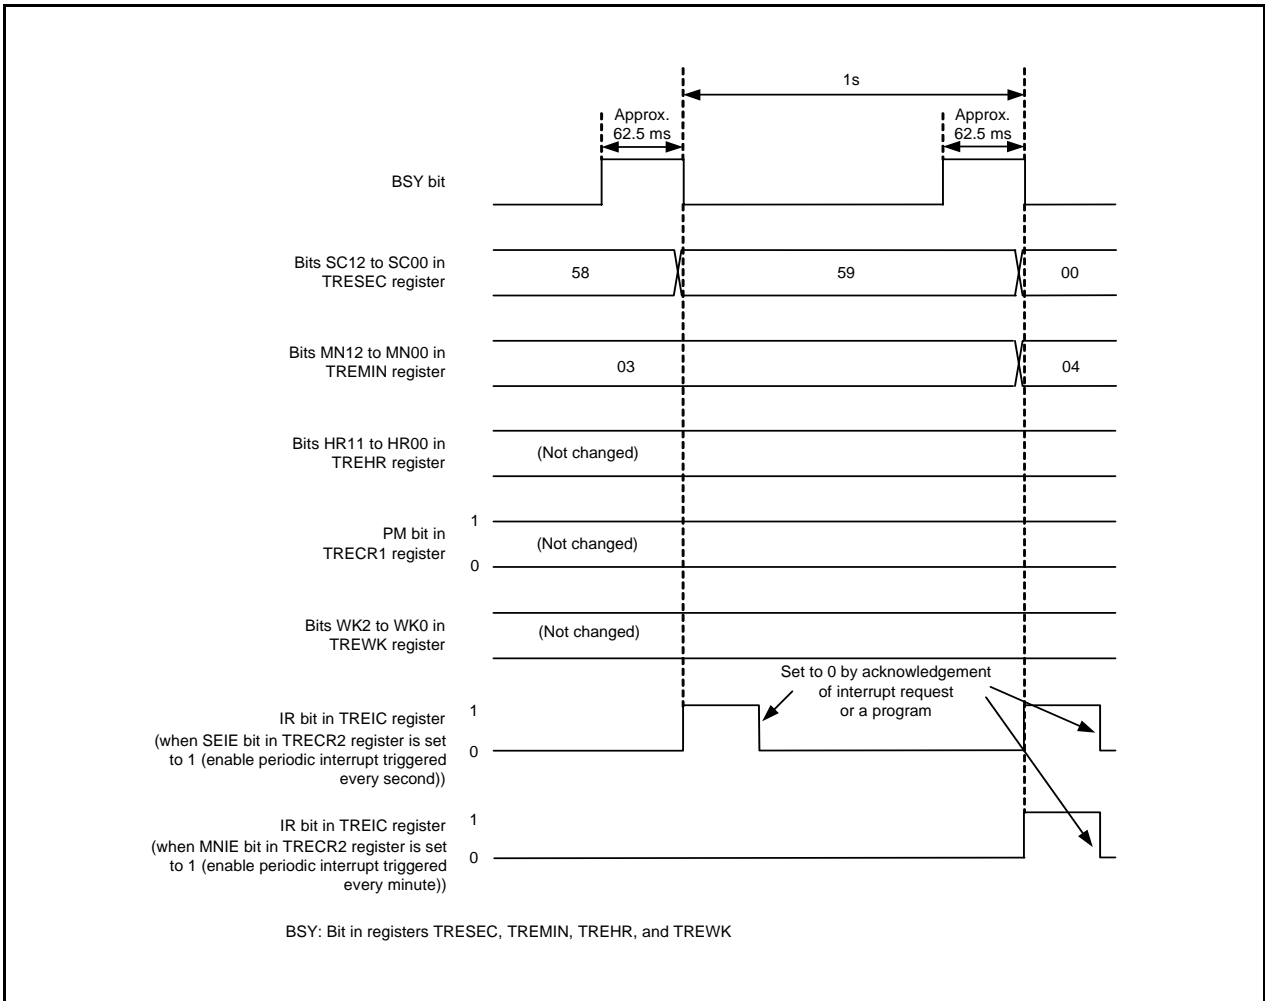 1s
Approx.
62.5 ms
Approx.
62.5 ms
BSY bit
Bits SC12 to SC00 in
TRESEC register
58
59
00
Bits MN12 to MN00 in
TREMIN register
03
04
Bits HR11 to HR00 in
TREHR register
(Not changed)
PM bit in
TRECR1 register
1
0
(Not changed)
Bits WK2 to WK0 in
TREWK register
(Not changed)
Set to 0 by acknowledgement
of interrupt request
or a program
IR bit in TREIC register
(when SEIE bit in TRECR2 register is set
to 1 (enable periodic interrupt triggered
every second))
1
0
IR bit in TREIC register
(when MNIE bit in TRECR2 register is set
to 1 (enable periodic interrupt triggered
every minute))
1
0
BSY: Bit in registers TRESEC, TREMIN, TREHR, and TREWK